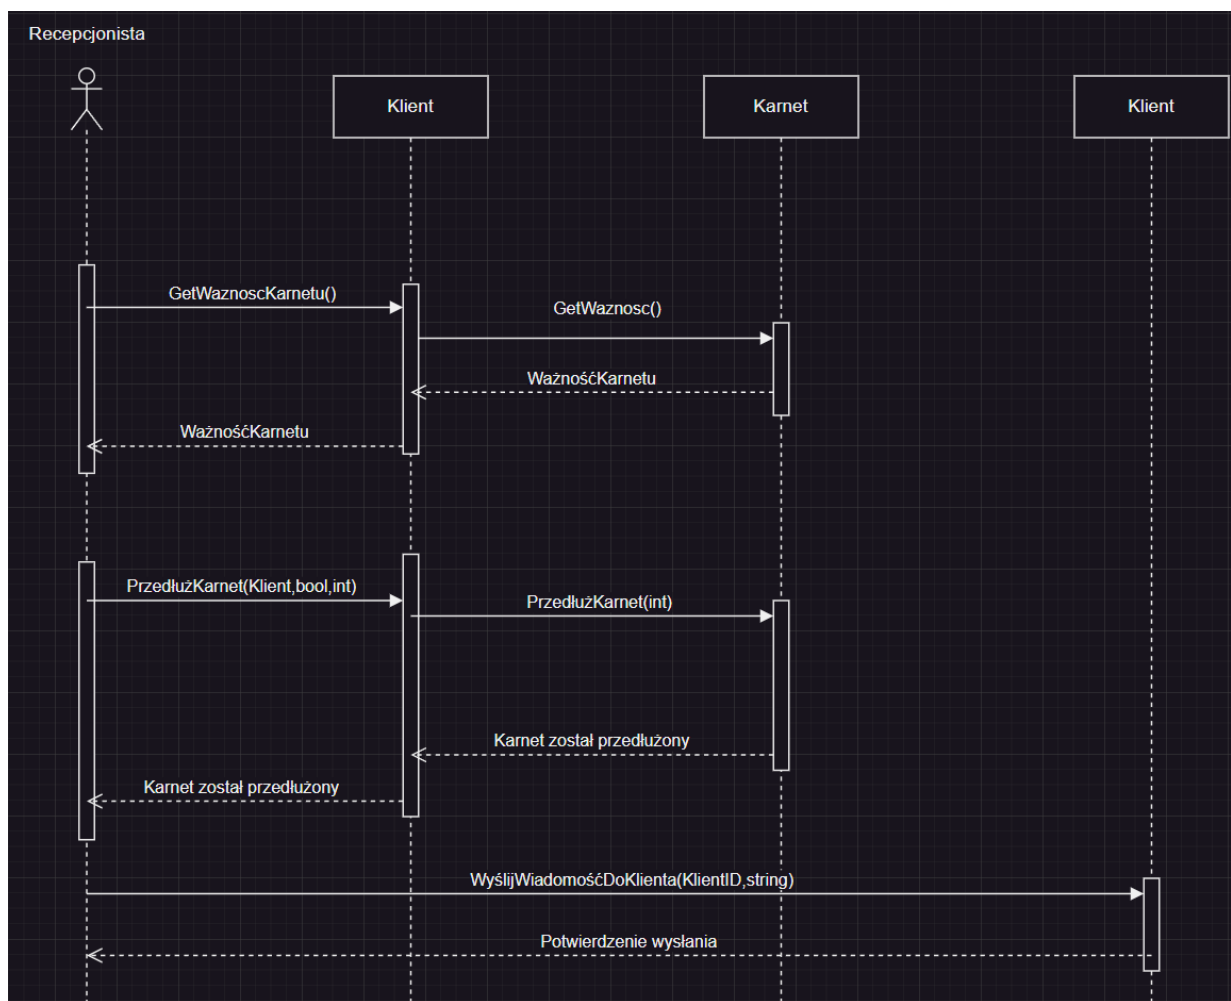 Recepcjonista
Klient
Karnet
Klient
GetWaznoscKarnetu()
GetWaznosc()
WażnośćKarnetu
WażnośćKarnetu
PrzedłużKarnet(Klient,bool,int)
PrzedłużKarnet(int)
Karnet został przedłużony
Karnet został przedłużony
WyślijWiadomośćDoKlienta(KlientID,string)
Potwierdzenie wysłania